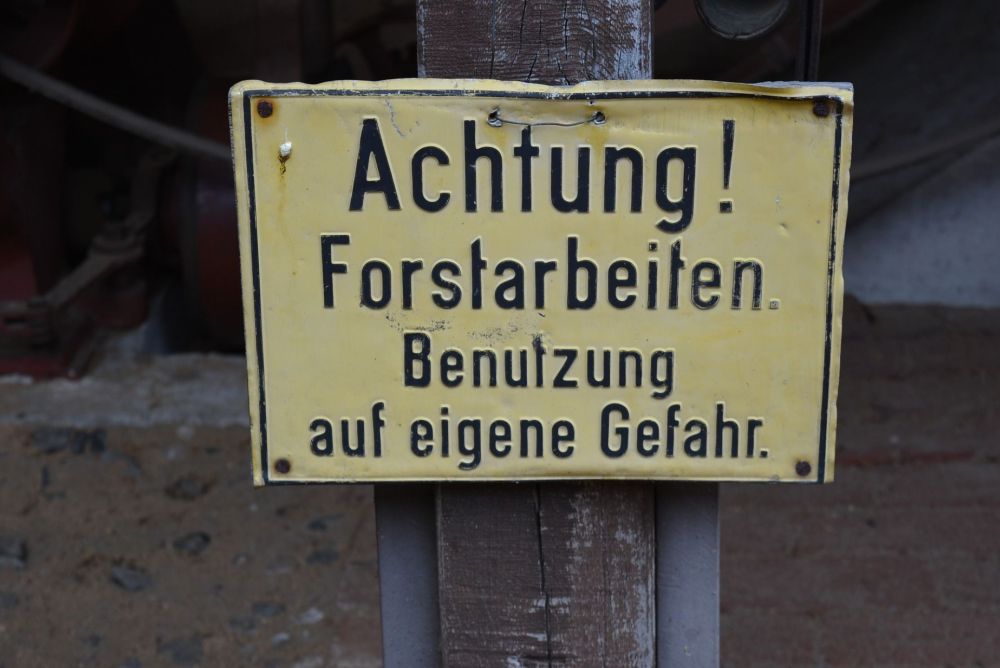 Achtung!
Forstarbeiten.
Benutzung
auf eigene Gefahr.